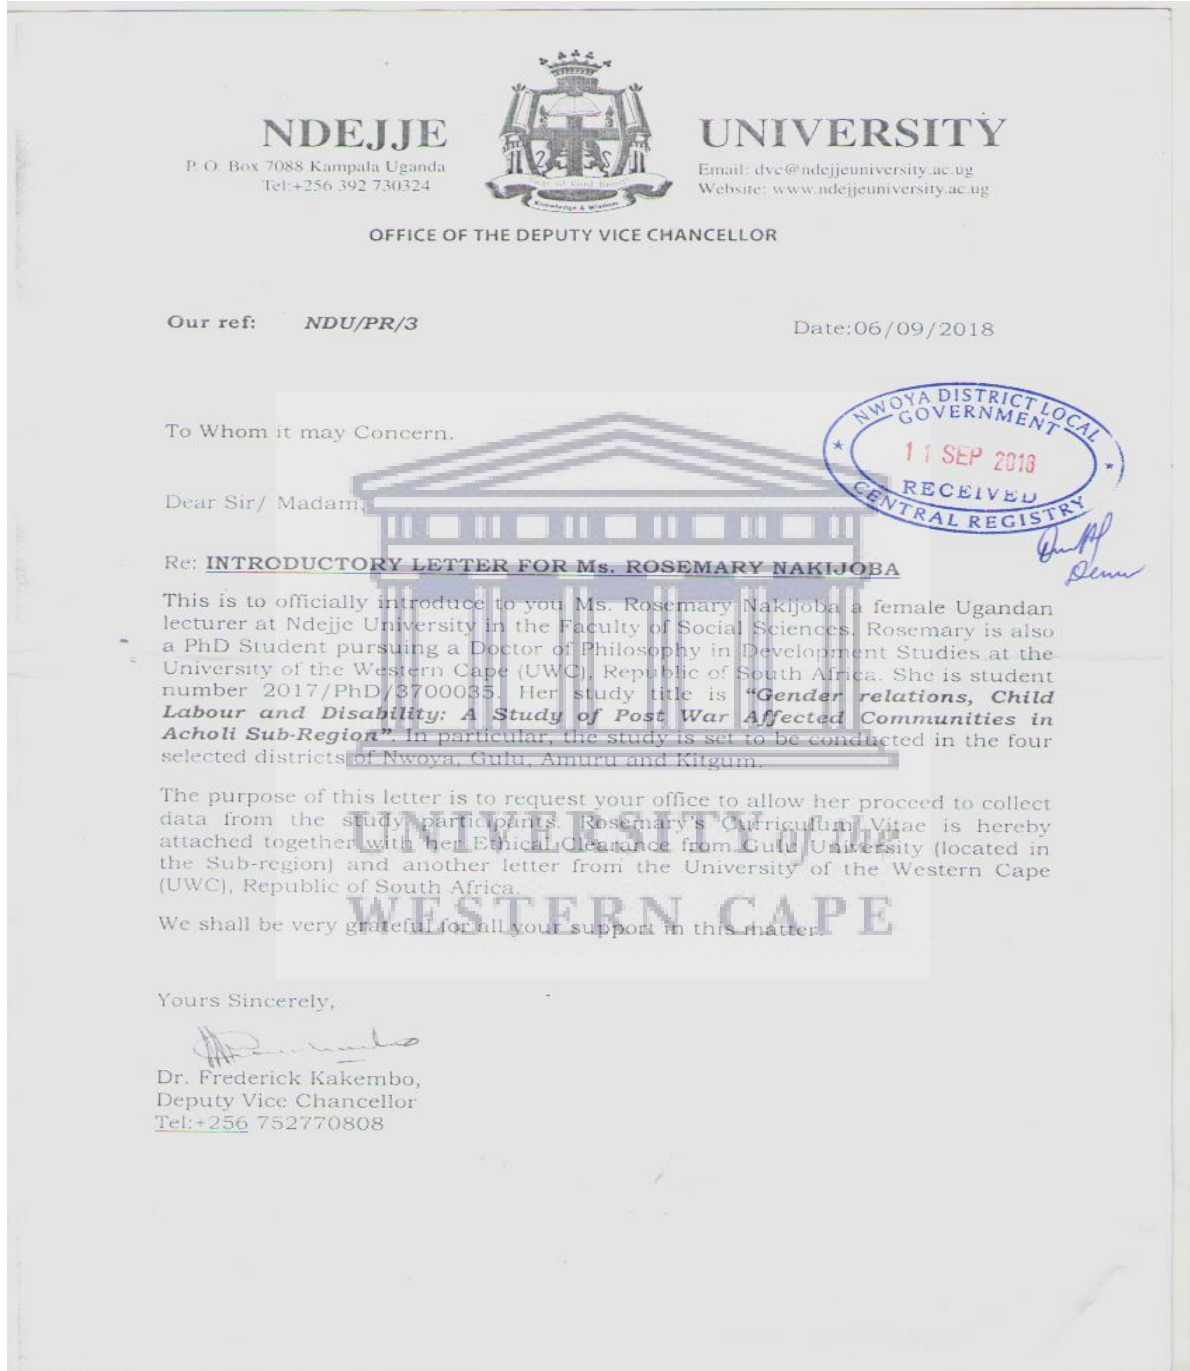 NDEJJE UNIVERSITY
P. O. Box 7088 Kampala Uganda
Tel:+256 392 730324
Email: dvc@ndejjeuniversity.ac.ug
Website: www.ndejjeuniversity.ac.ug
Knowledge & Wisdom
OFFICE OF THE DEPUTY VICE CHANCELLOR
Our ref: NDU/PR/3
Date:06/09/2018
NWOYA DISTRICT LOCAL
GOVERNMENT
11 SEP 2018
RECEIVED
CENTRAL REGISTRY
To Whom it may Concern.
Dear Sir/ Madam,
Re: INTRODUCTORY LETTER FOR Ms. ROSEMARY NAKIJOBA
This is to officially introduce to you Ms. Rosemary Nakijoba a female Ugandan
lecturer at Ndejje University in the Faculty of Social Sciences. Rosemary is also
a PhD Student pursuing a Doctor of Philosophy in Development Studies at the
University of the Western Cape (UWC), Republic of South Africa. She is student
number 2017/PhD/3700035. Her study title is "Gender relations, Child
Labour and Disability: A Study of Post War Affected Communities in
Acholi Sub-Region". In particular, the study is set to be conducted in the four
selected districts of Nwoya, Gulu, Amuru and Kitgum.
The purpose of this letter is to request your office to allow her proceed to collect
data from the study participants. Rosemary's Curriculum Vitae is hereby
attached together with her Ethical Clearance from Gulu University (located in
the Sub-region) and another letter from the University of the Western Cape
(UWC), Republic of South Africa.
We shall be very grateful for all your support in this matter.
UNIVERSITY of the
WESTERN CAPE
Yours Sincerely,
Dr. Frederick Kakembo,
Deputy Vice Chancellor
Tel:+256 752770808